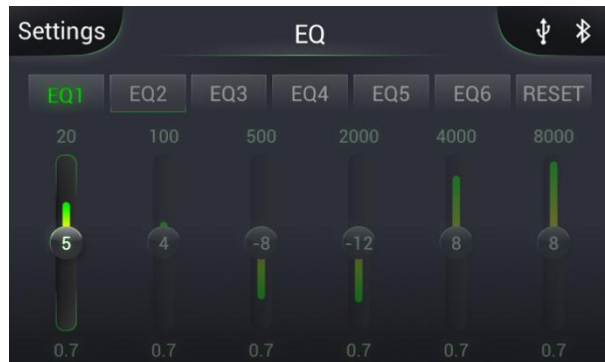 Settings
EQ
EQ1 EQ2 EQ3 EQ4 EQ5 EQ6 RESET
20 100 500 2000 4000 8000
5 4 -8 -12 8 8
0.7 0.7 0.7 0.7 0.7 0.7